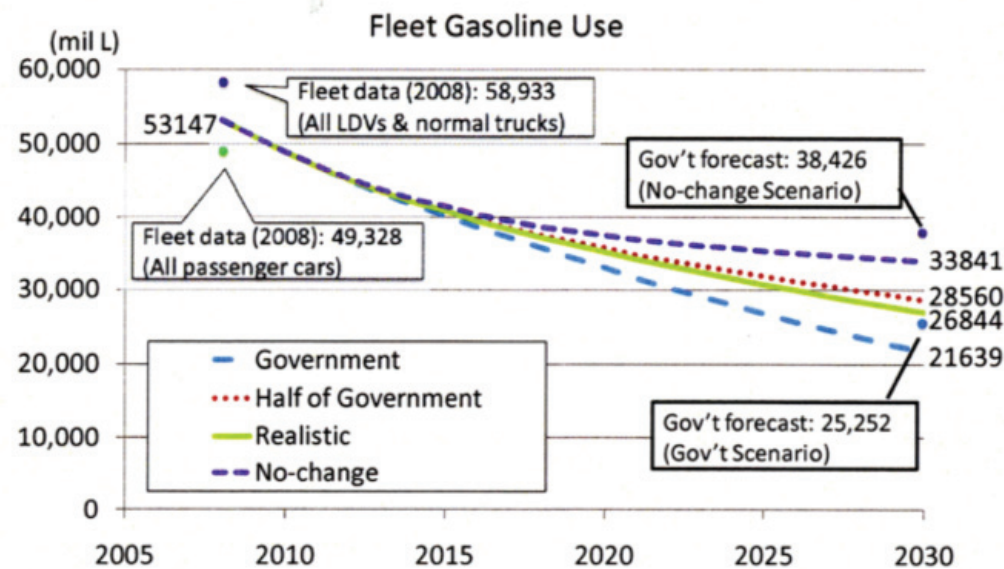 Fleet Gasoline Use
(mil L)
60,000
50,000
40,000
30,000
20,000
10,000
0
53147
Fleet data (2008): 58,933
(All LDVs & normal trucks)
Fleet data (2008): 49,328
(All passenger cars)
Gov't forecast: 38,426
(No-change Scenario)
33841
28560
26844
21639
Gov't forecast: 25,252
(Gov't Scenario)
Government
Half of Government
Realistic
No-change
2005
2010
2015
2020
2025
2030